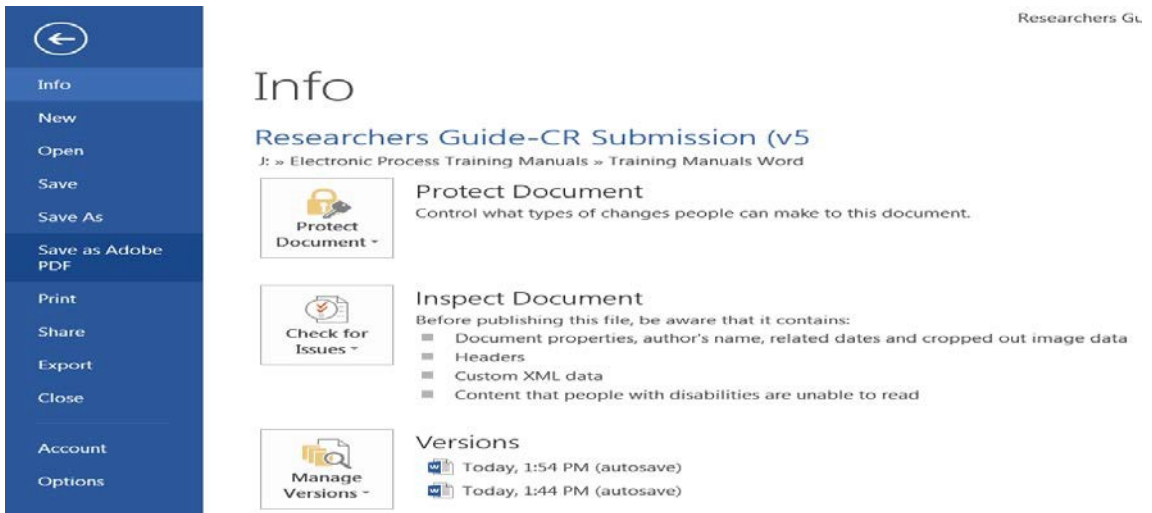 Researchers Gu
Info
New
Open
Save
Save As
Save as Adobe
PDF
Print
Share
Export
Close
Account
Options
Info
Researchers Guide-CR Submission (v5
J: » Electronic Process Training Manuals » Training Manuals Word
Protect
Document
Protect Document
Control what types of changes people can make to this document.
Check for
Issues
Inspect Document
Before publishing this file, be aware that it contains:
Document properties, author's name, related dates and cropped out image data
Headers
Custom XML data
Content that people with disabilities are unable to read
Manage
Versions
Versions
Today, 1:54 PM (autosave)
Today, 1:44 PM (autosave)